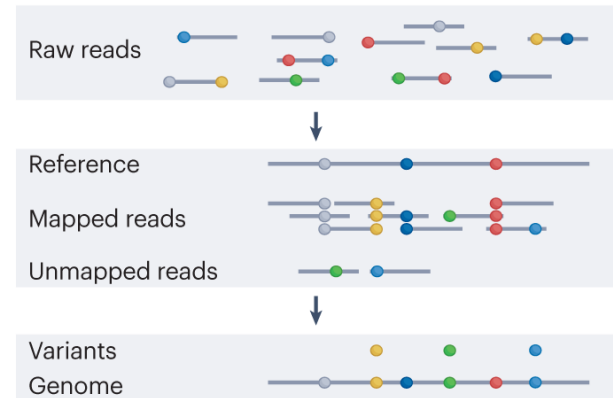 Raw reads
Reference
Mapped reads
Unmapped reads
Variants
Genome